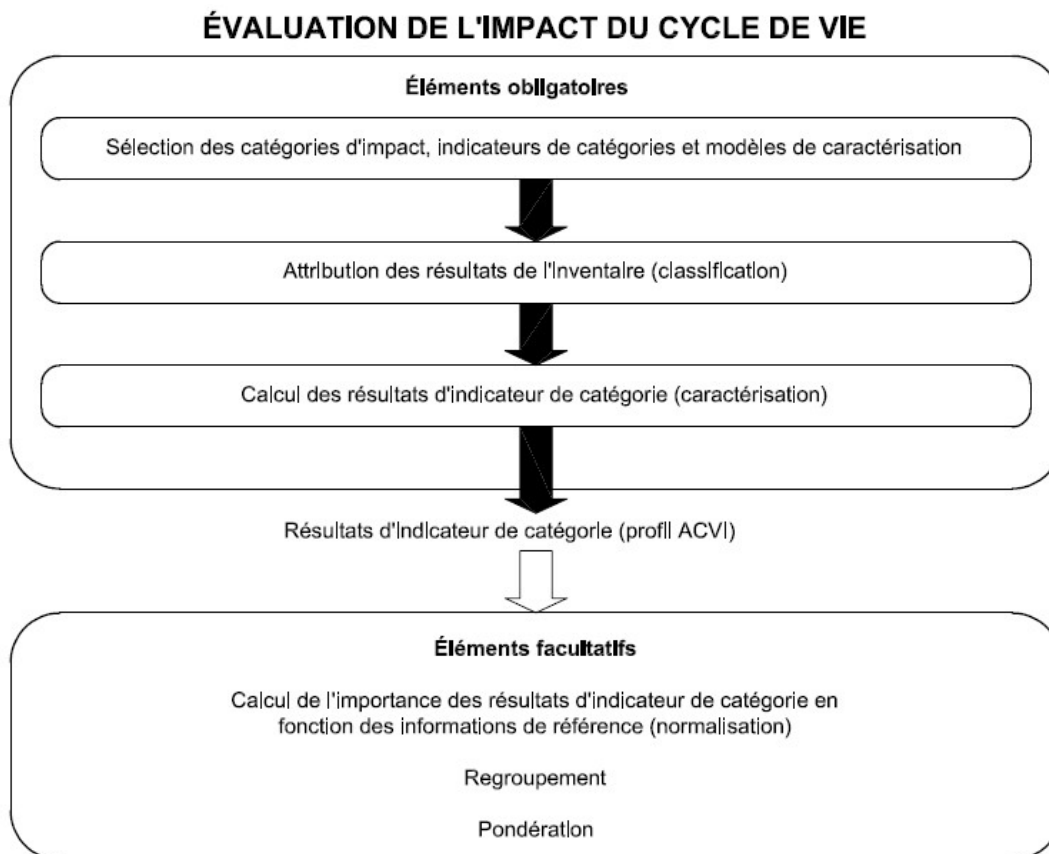 ÉVALUATION DE L'IMPACT DU CYCLE DE VIE
Éléments obligatoires
Sélection des catégories d'impact, indicateurs de catégories et modèles de caractérisation
Attribution des résultats de l'inventaire (classification)
Calcul des résultats d'indicateur de catégorie (caractérisation)
Résultats d'indicateur de catégorie (profil ACVI)
Éléments facultatifs
Calcul de l'importance des résultats d'indicateur de catégorie en
fonction des informations de référence (normalisation)
Regroupement
Pondération